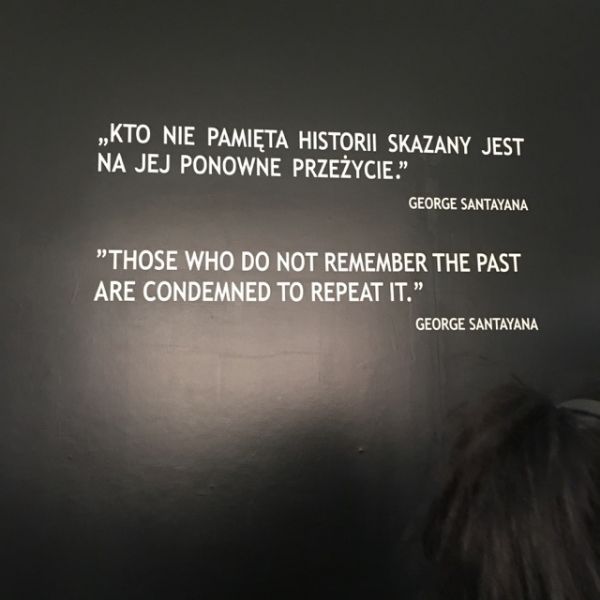 „KTO NIE PAMIĘTA HISTORII SKAZANY JEST
NA JEJ PONOWNE PRZEŻYCIE.”
GEORGE SANTAYANA
”THOSE WHO DO NOT REMEMBER THE PAST
ARE CONDEMNED TO REPEAT IT.”
GEORGE SANTAYANA